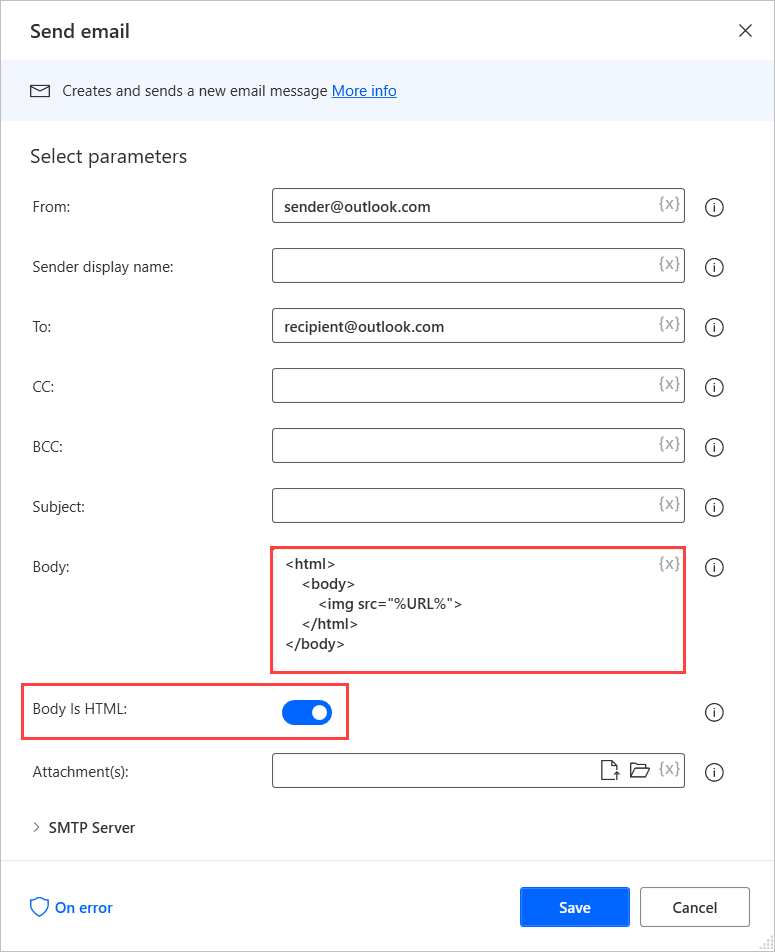 Send email
Creates and sends a new email message More info
Select parameters
From: sender@outlook.com {x}
Sender display name: {x}
To: recipient@outlook.com {x}
CC: {x}
BCC: {x}
Subject: {x}
Body: <html> {x}
<body>
<img src="%URL%">
</html>
</body>
Body Is HTML:
Attachment(s): {x}
SMTP Server
On error Save Cancel